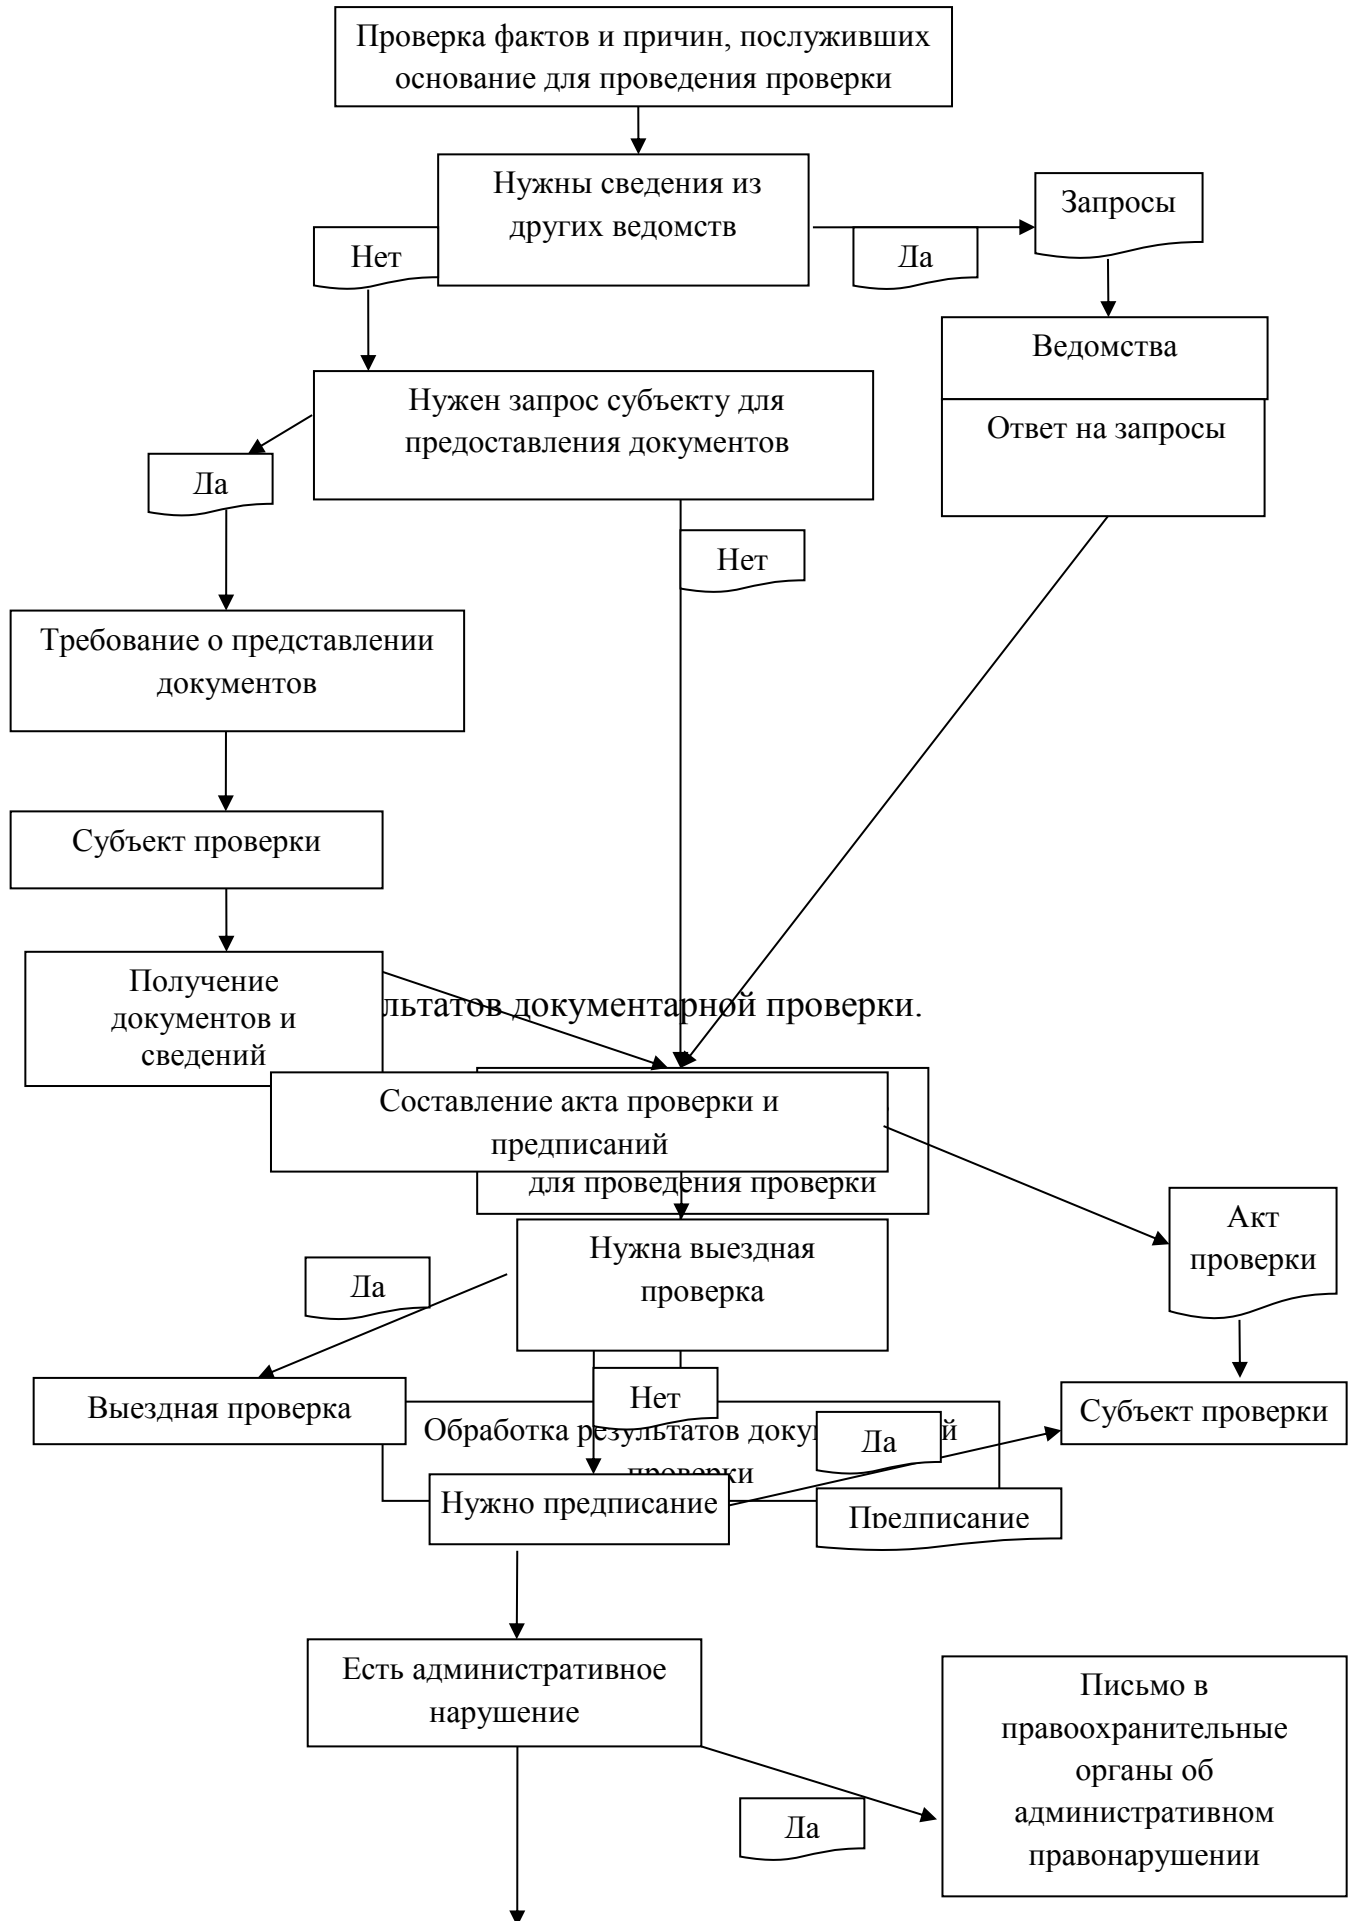 Проверка фактов и причин, послуживших
основание для проведения проверки
Нужны сведения из
других ведомств
Запросы
Нет
Да
Ведомства
Нужен запрос субъекту для
предоставления документов
Ответ на запросы
Да
Нет
Требование о представлении
документов
Субъект проверки
Получение
документов и
сведений
льтатов документарной проверки.
Составление акта проверки и
предписаний
для проведения проверки
Акт
проверки
Нужна выездная
проверка
Да
Выездная проверка
Нет
Субъект проверки
Обработка результатов доку й
проверки
Да
Нужно предписание
Предписание
Есть административное
нарушение
Письмо в
правоохранительные
органы об
административном
правонарушении
Да